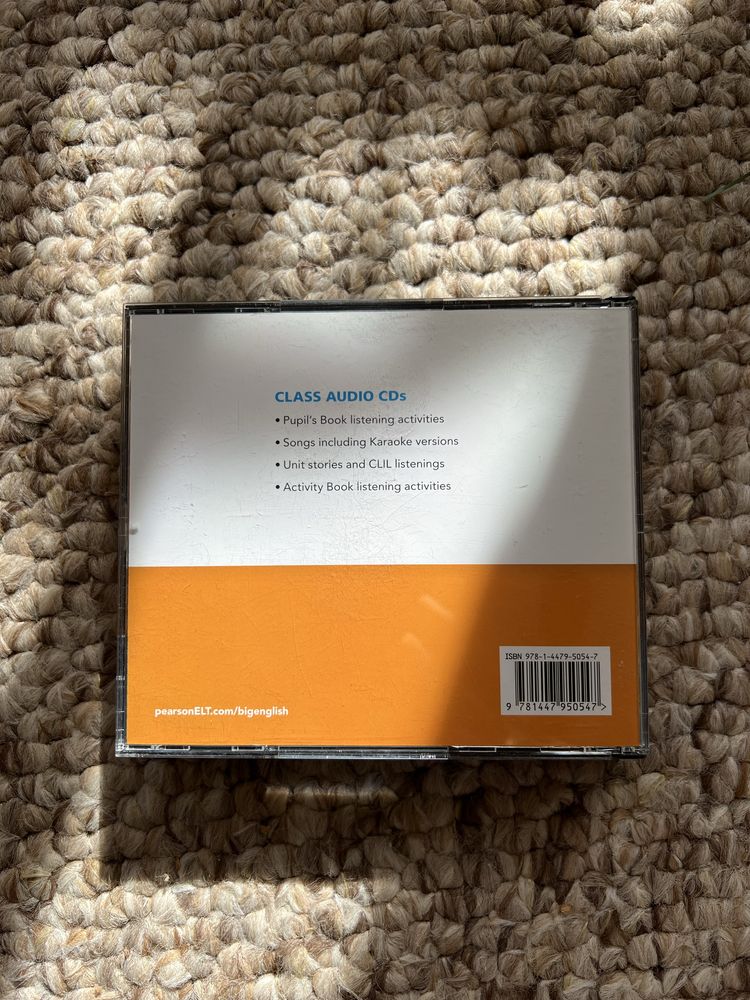 CLASS AUDIO CDs
• Pupil's Book listening activities
• Songs including Karaoke versions
• Unit stories and CLIL listenings
• Activity Book listening activities
ISBN 978-1-4479-5054-7
9 781447 950547 >
pearsonELT.com/bigenglish